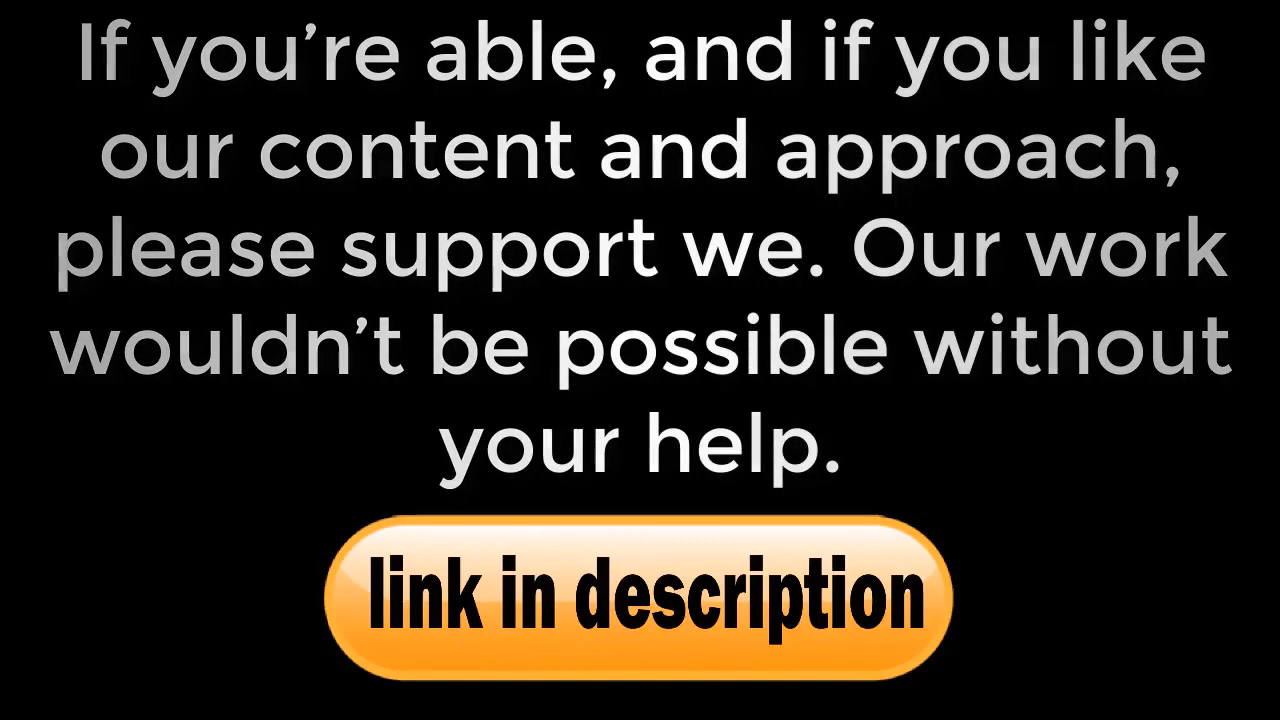 If you’re able, and if you like
our content and approach,
please support we. Our work
wouldn’t be possible without
your help.
link in description